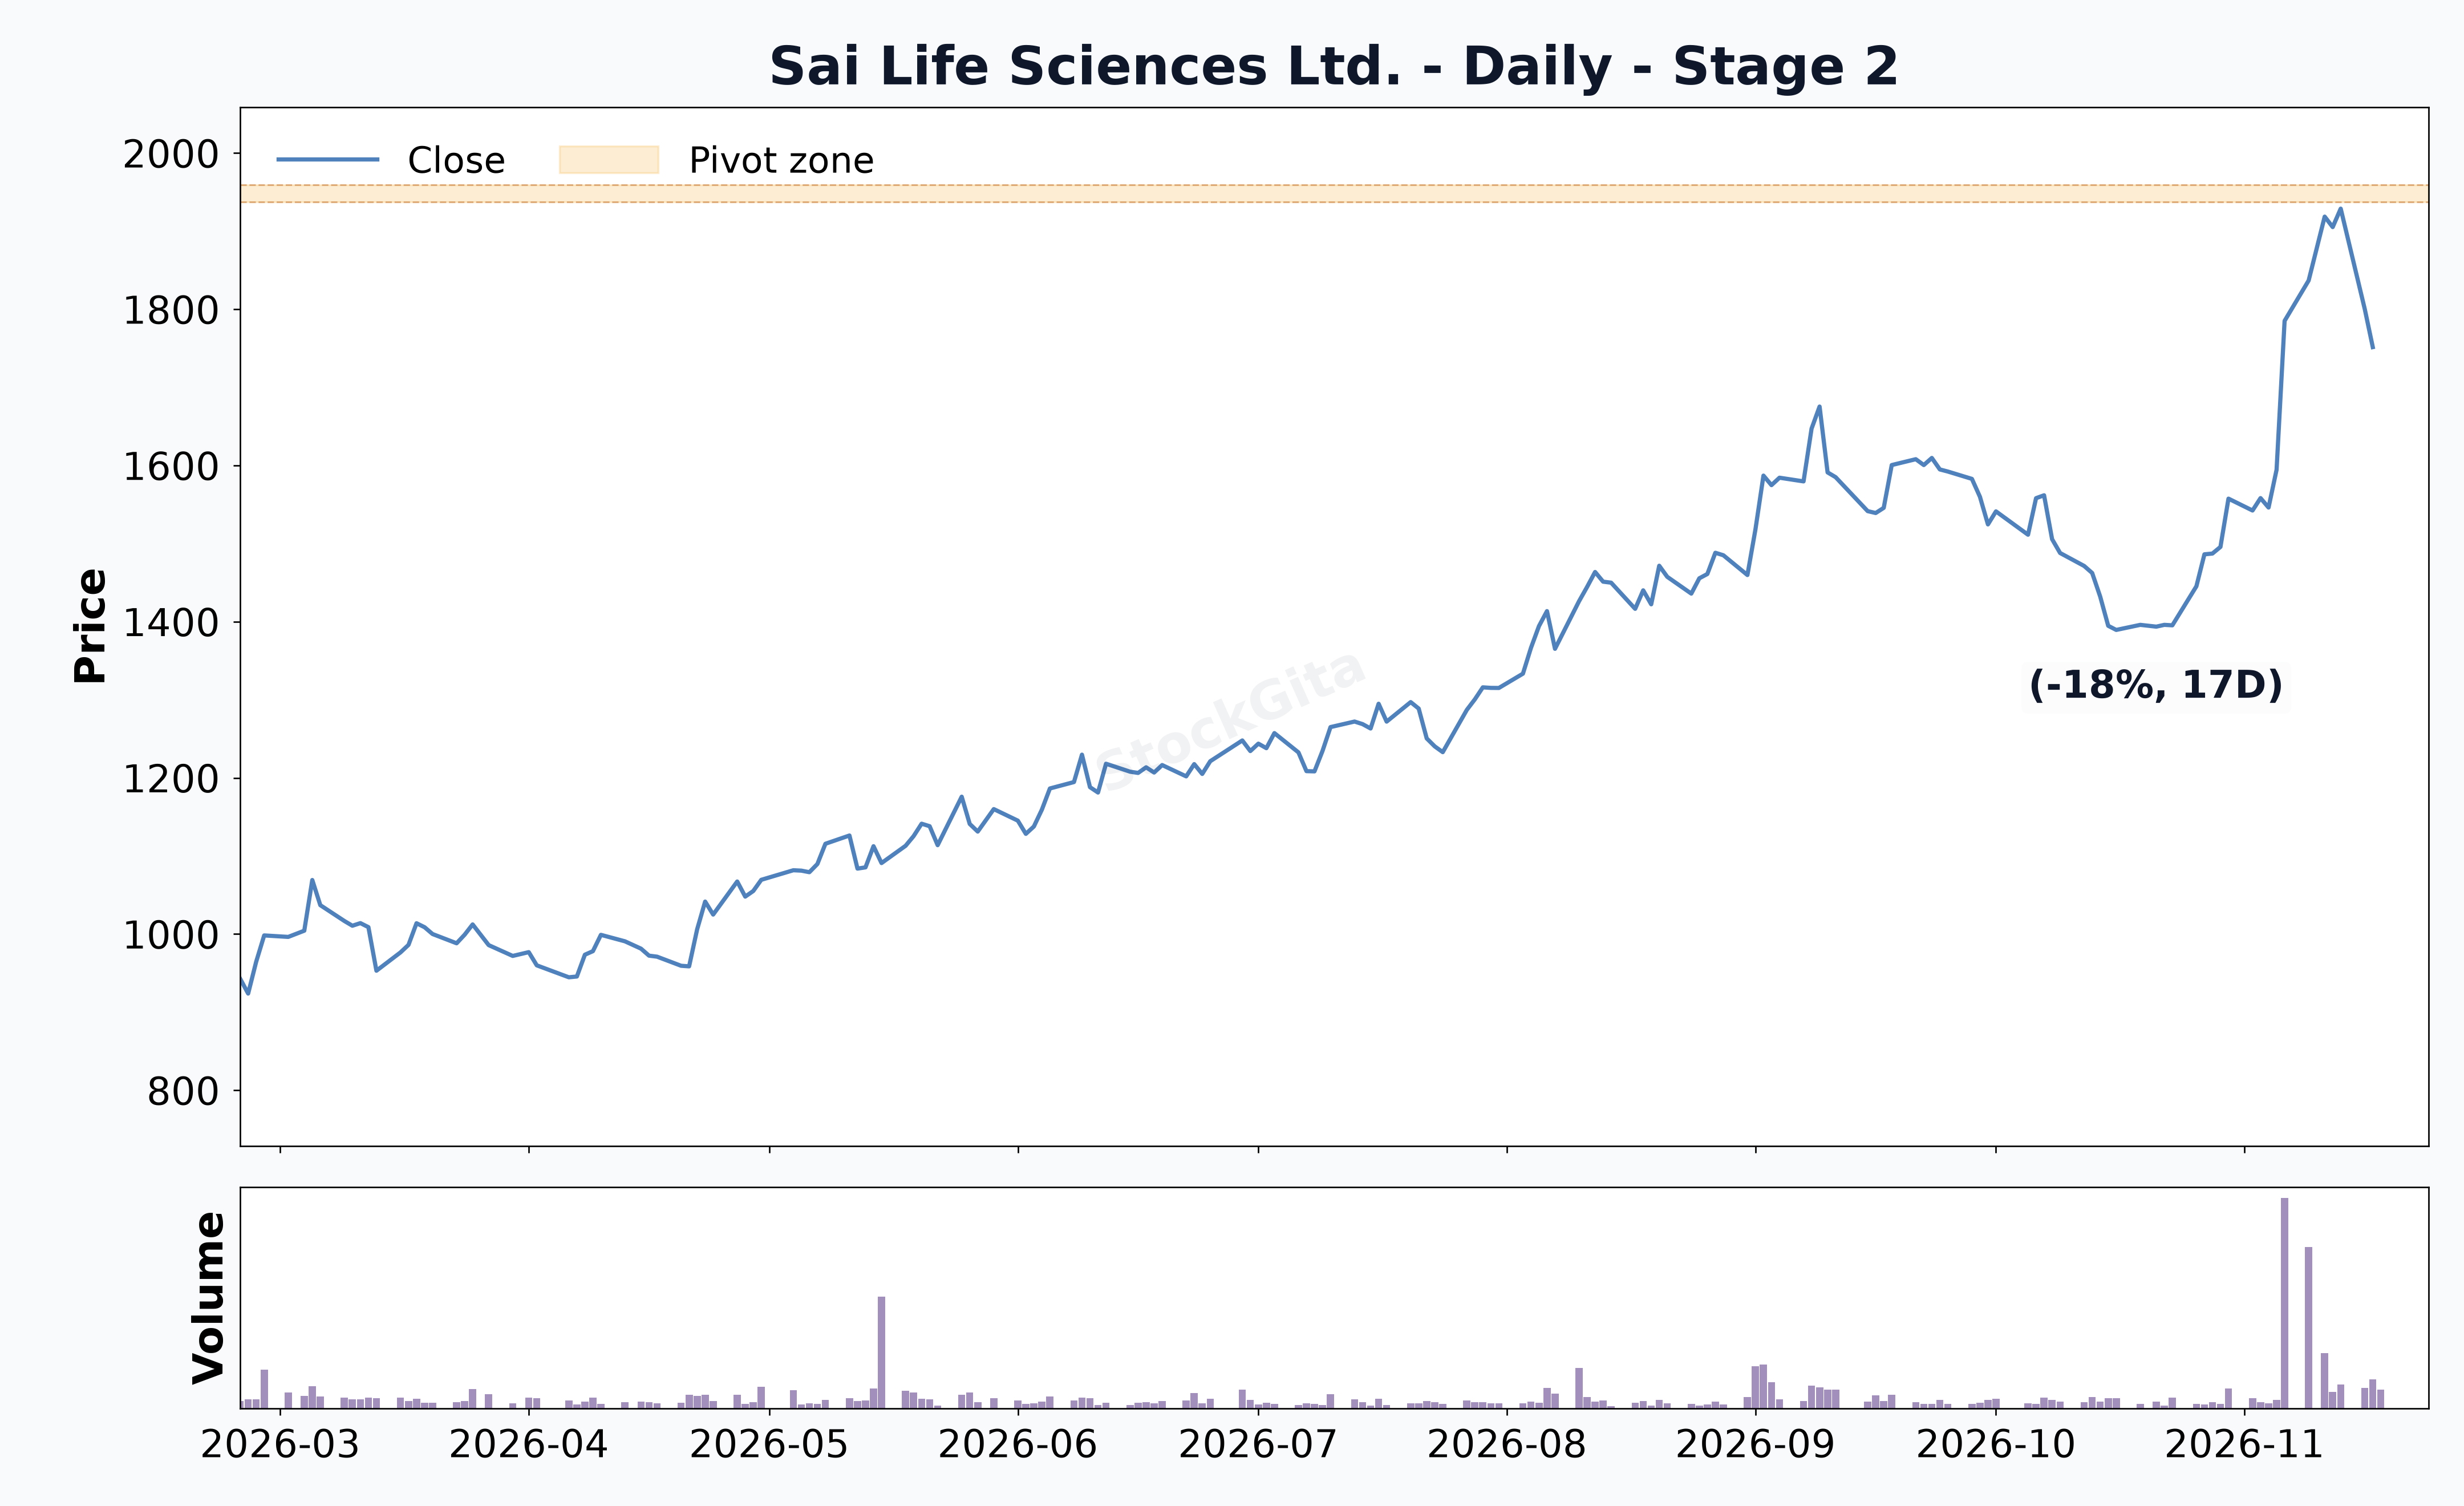 Sai Life Sciences Ltd. - Daily - Stage 2
Close
Pivot zone
2000
1800
1600
1400
1200
1000
800
Price
StockGita
(-18%, 17D)
Volume
2026-03
2026-04
2026-05
2026-06
2026-07
2026-08
2026-09
2026-10
2026-11